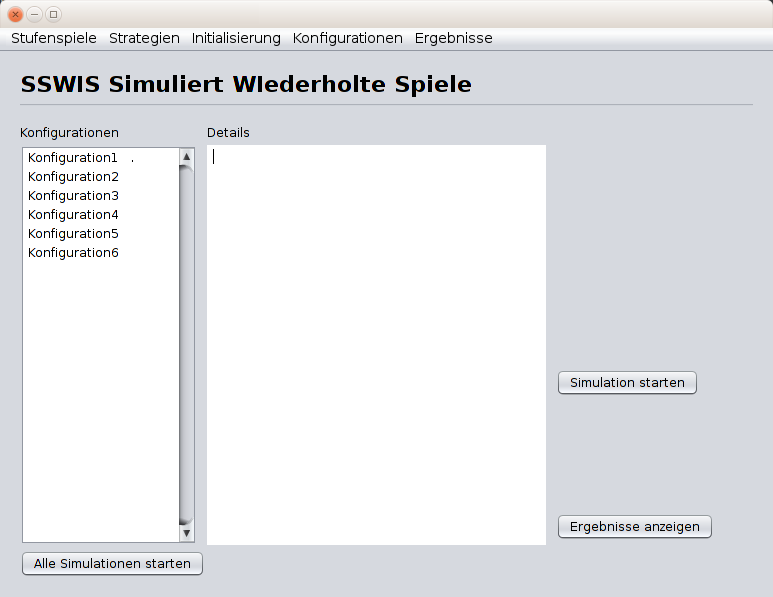 Stufenspiele Strategien Initialisierung Konfigurationen Ergebnisse
SSWIS Simuliert WIederholte Spiele
Konfigurationen
Details
Konfiguration1 .
Konfiguration2
Konfiguration3
Konfiguration4
Konfiguration5
Konfiguration6
Simulation starten
Ergebnisse anzeigen
Alle Simulationen starten